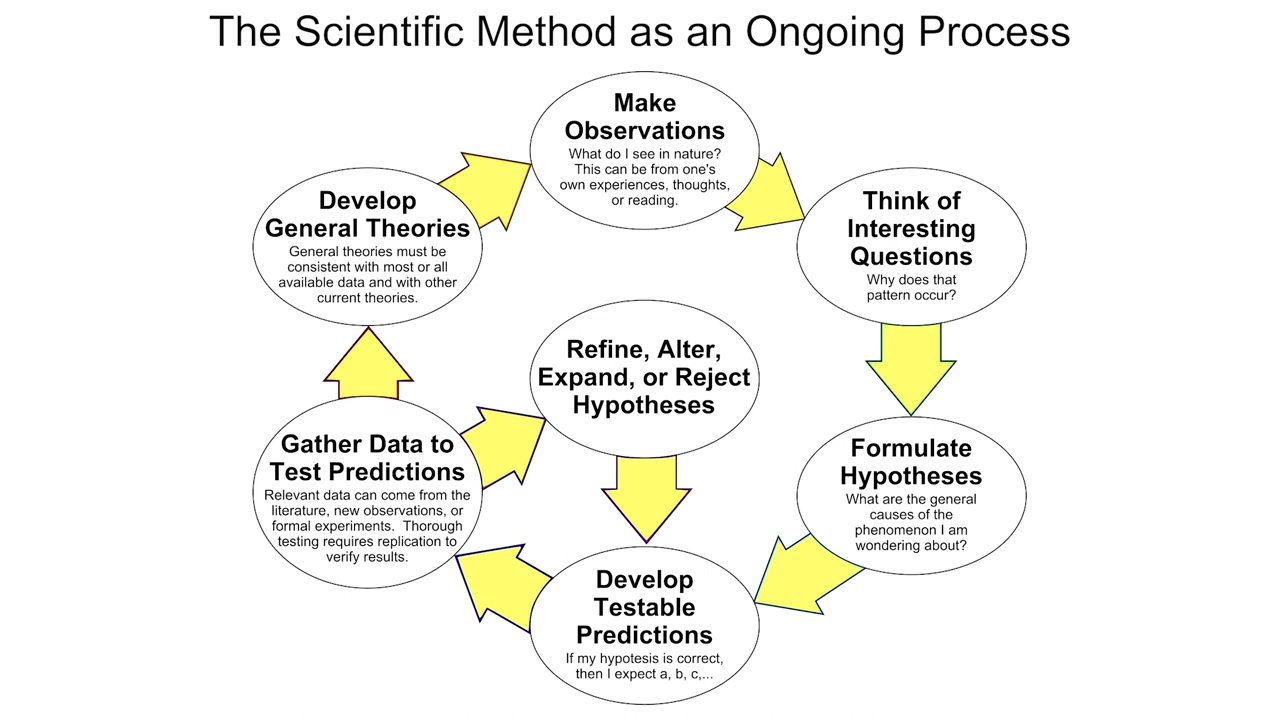 The Scientific Method as an Ongoing Process
Make
Observations
What do I see in nature?
This can be from one's
own experiences, thoughts,
or reading.
Think of
Interesting
Questions
Why does that
pattern occur?
Formulate
Hypotheses
What are the general
causes of the
phenomenon I am
wondering about?
Develop
Testable
Predictions
If my hypotesis is correct,
then I expect a, b, c,...
Gather Data to
Test Predictions
Relevant data can come from the
literature, new observations, or
formal experiments.  Thorough
testing requires replication to
verify results.
Refine, Alter,
Expand, or Reject
Hypotheses
Develop
General Theories
General theories must be
consistent with most or all
available data and with other
current theories.